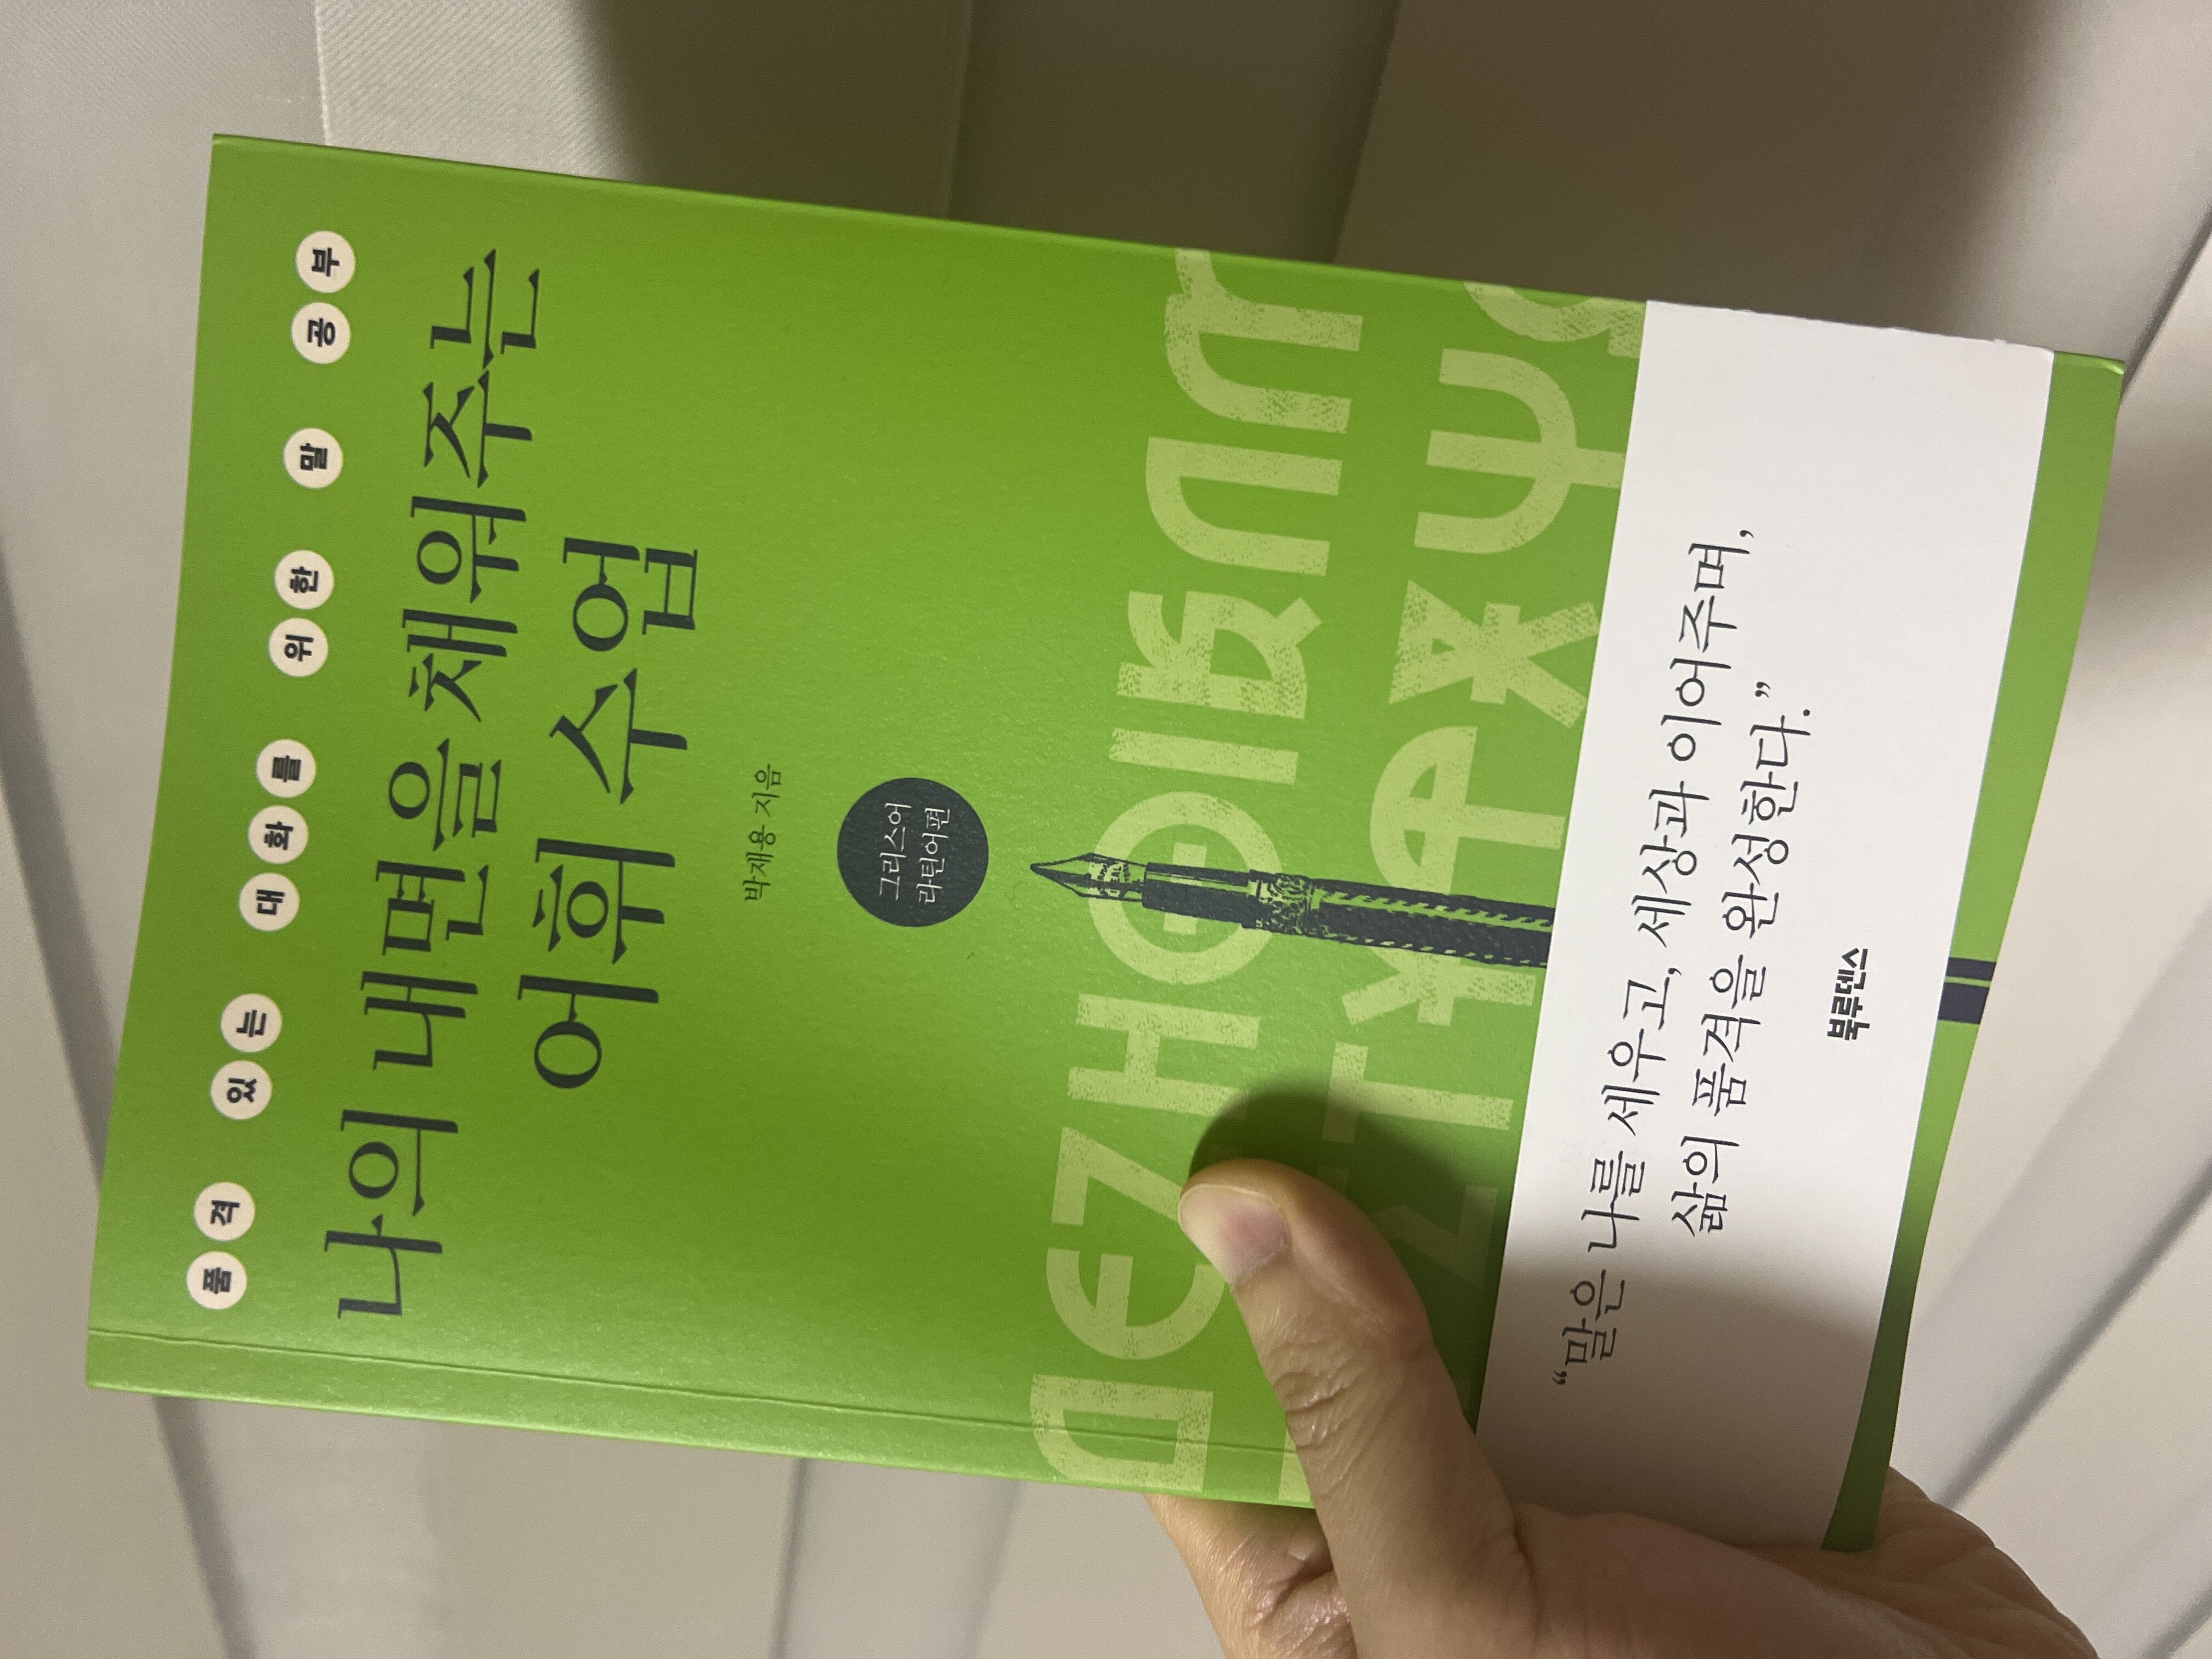 품격 있는 대화를 위한 말 공부
나의 내면을 채워 주는
어휘 수업
박재용 지음
그리스어
라틴어편
“말은 나를 세우고, 세상과 이어주며,
삶의 품격을 완성한다.”
북루덴스